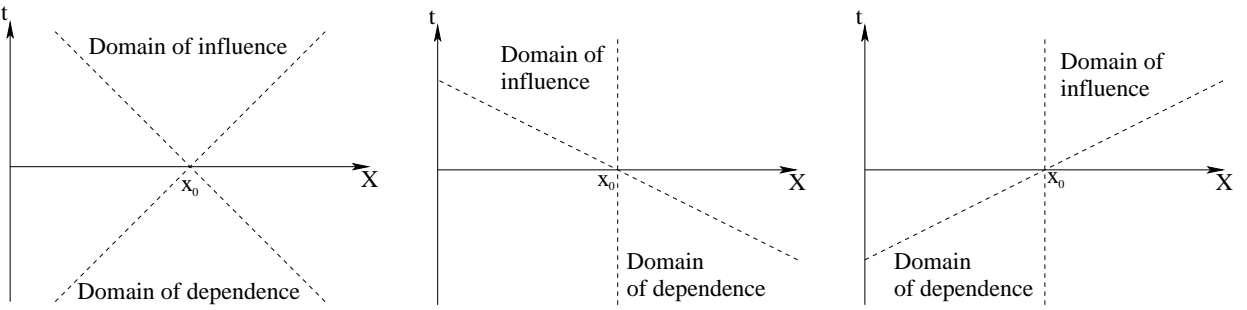 t
Domain of influence
x0
X
Domain of dependence
t
Domain of
influence
x0
X
Domain
of dependence
t
Domain of
influence
x0
X
Domain
of dependence